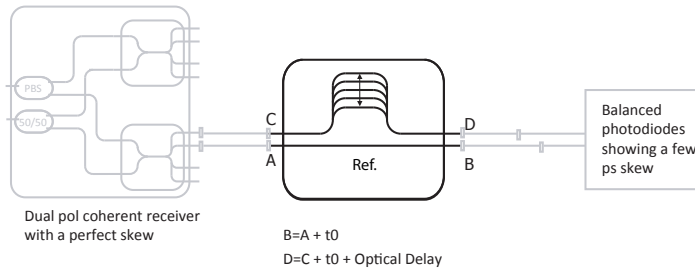 PBS
50/50
C
A
Ref.
D
B
Balanced
photodiodes
showing a few
ps skew
Dual pol coherent receiver
with a perfect skew
B=A + t0
D=C + t0 + Optical Delay